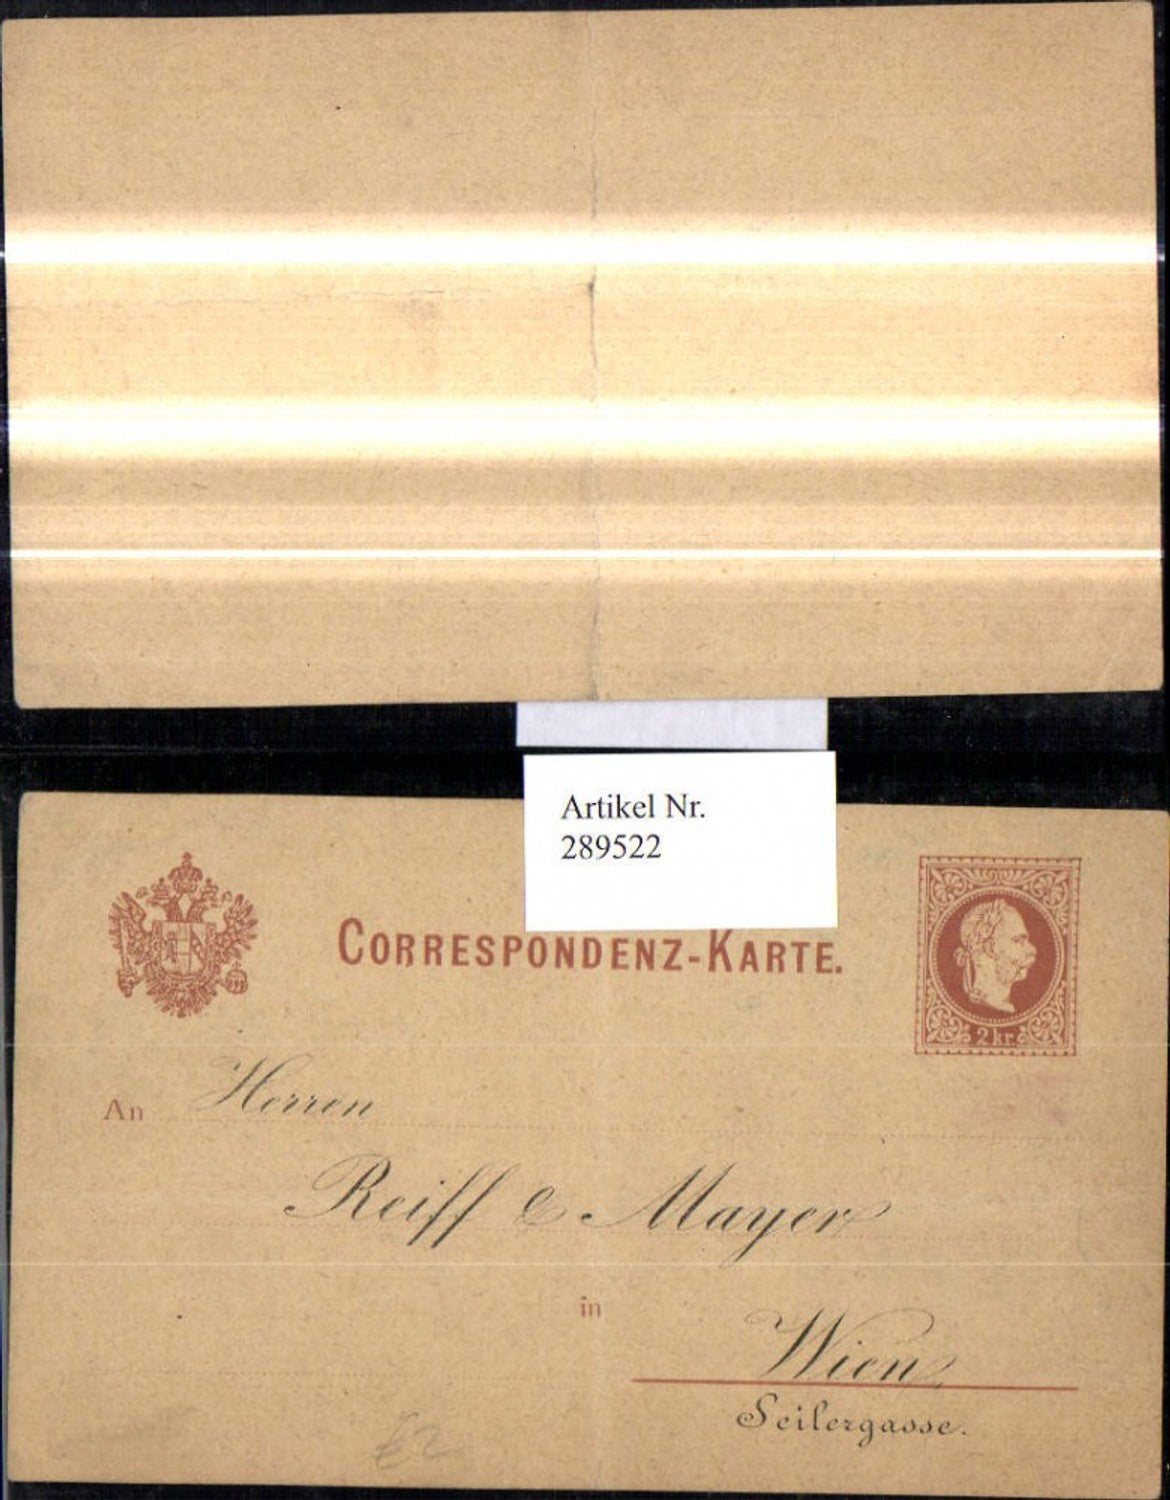 Artikel Nr.
289522
CORRESPONDENZ-KARTE.
2 kr.
An Herren
Reiff & Mayer
in
Wien
Seilergasse.